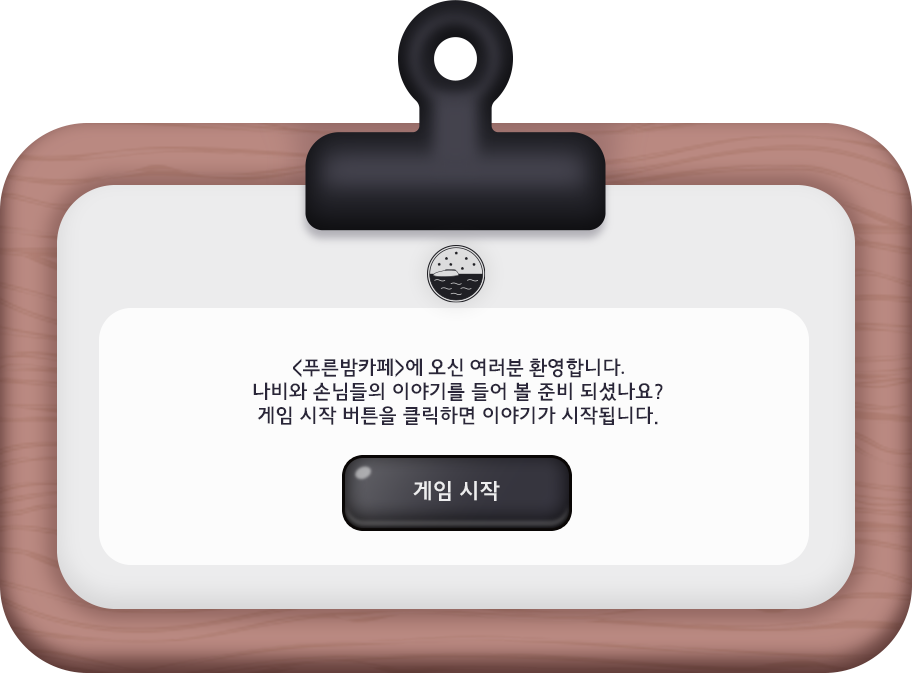 <푸른밤카페>에 오신 여러분 환영합니다.
나비와 손님들의 이야기를 들어 볼 준비 되셨나요?
게임 시작 버튼을 클릭하면 이야기가 시작됩니다.
게임 시작